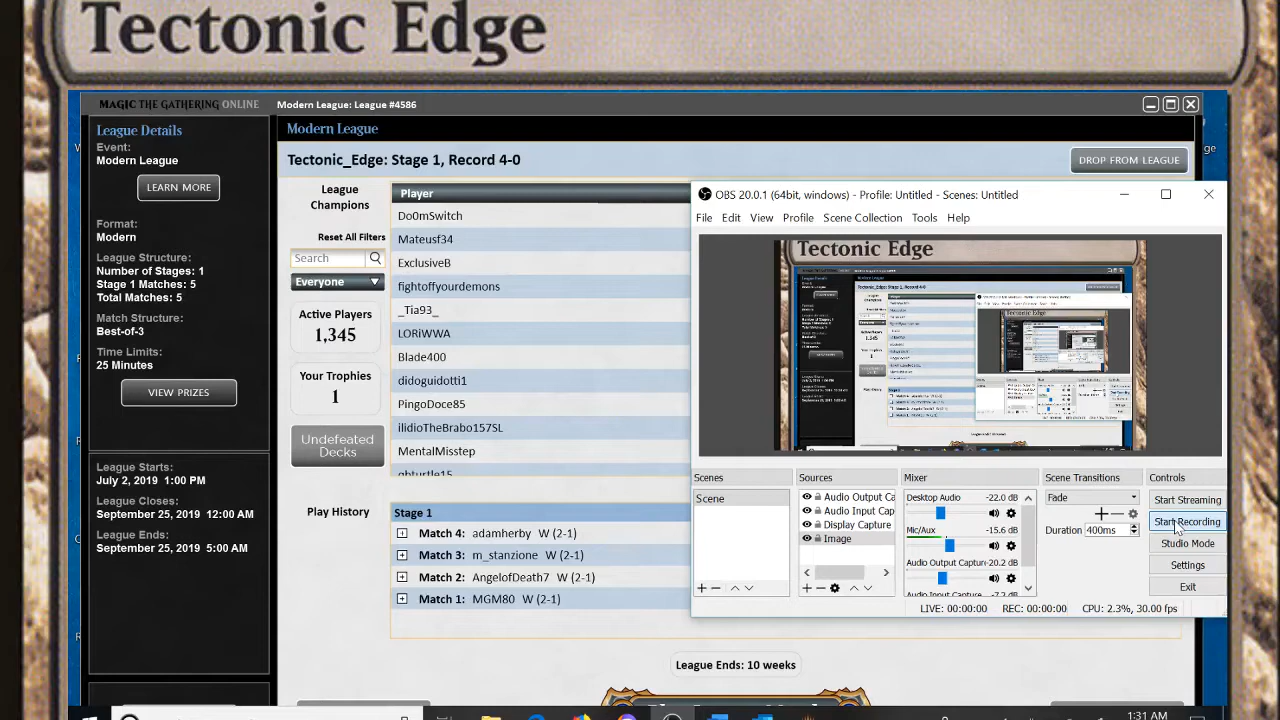 Tectonic Edge
MAGIC THE GATHERING ONLINE
Modern League: League #4586
League Details
Event:
Modern League
LEARN MORE
Format:
Modern
League Structure:
Number of Stages: 1
Stage 1 Matches: 5
Total Matches: 5
Match Structure:
Best-of-3
Time Limits:
25 Minutes
VIEW PRIZES
League Starts:
July 2, 2019 1:00 PM
League Closes:
September 25, 2019 12:00 AM
League Ends:
September 25, 2019 5:00 AM
Modern League
Tectonic_Edge: Stage 1, Record 4-0
DROP FROM LEAGUE
League
Champions
Reset All Filters
Search
Everyone
Active Players
1,345
Your Trophies
1
Undefeated
Decks
Player
Do0mSwitch
Mateusf34
ExclusiveB
fightoffyourdemons
_Tia93_
LORiWWA
Blade400
didoguidotti1
Pingouros85
MentalMisstep
Play History
Stage 1
Match 4: adamherby W (2-1)
Match 3: m_stanzione W (2-1)
Match 2: AngelofDeath7 W (2-1)
Match 1: MGM80 W (2-1)
League Ends: 10 weeks
OBS 20.0.1 (64bit, windows) - Profile: Untitled - Scenes: Untitled
File Edit View Profile Scene Collection Tools Help
Tectonic Edge
Scenes
Scene
Sources
Audio Output Ca
Audio Input Cap
Display Capture
Image
Mixer
Desktop Audio -22.0 dB
Mic/Aux -15.6 dB
Audio Output Capture -20.2 dB
Scene Transitions
Fade
Duration 400ms
Controls
Start Streaming
Start Recording
Studio Mode
Settings
Exit
LIVE: 00:00:00 REC: 00:00:00 CPU: 2.3%, 30.00 fps
1:31 AM